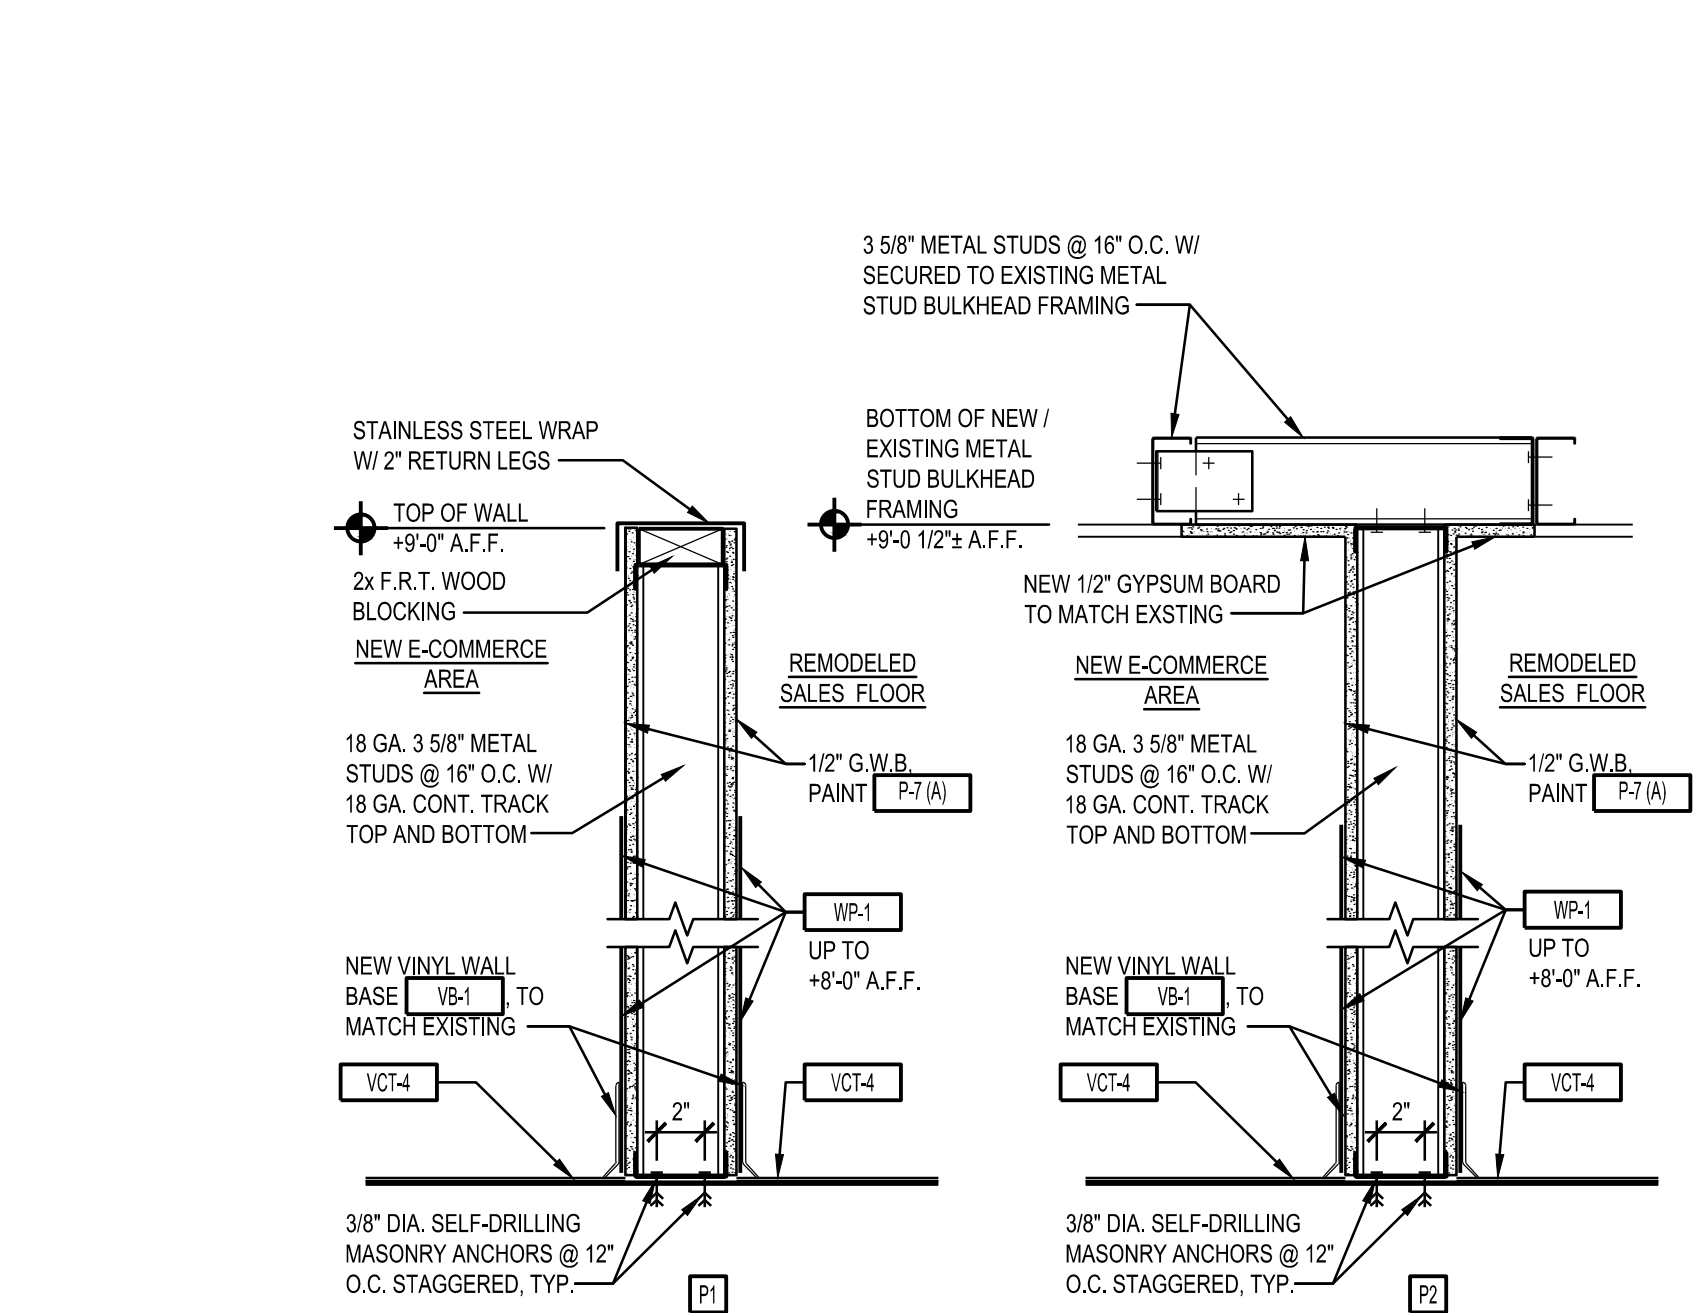 3 5/8" METAL STUDS @ 16" O.C. W/
SECURED TO EXISTING METAL
STUD BULKHEAD FRAMING
STAINLESS STEEL WRAP
W/ 2" RETURN LEGS
TOP OF WALL
+9'-0" A.F.F.
2x F.R.T. WOOD
BLOCKING
NEW E-COMMERCE
AREA
REMODELED
SALES FLOOR
18 GA. 3 5/8" METAL
STUDS @ 16" O.C. W/
18 GA. CONT. TRACK
TOP AND BOTTOM
1/2" G.W.B,
PAINT P-7 (A)
WP-1
UP TO
+8'-0" A.F.F.
NEW VINYL WALL
BASE VB-1 , TO
MATCH EXISTING
VCT-4
VCT-4
2"
3/8" DIA. SELF-DRILLING
MASONRY ANCHORS @ 12"
O.C. STAGGERED, TYP.
P1
BOTTOM OF NEW /
EXISTING METAL
STUD BULKHEAD
FRAMING
+9'-0 1/2"± A.F.F.
NEW 1/2" GYPSUM BOARD
TO MATCH EXSTING
NEW E-COMMERCE
AREA
REMODELED
SALES FLOOR
18 GA. 3 5/8" METAL
STUDS @ 16" O.C. W/
18 GA. CONT. TRACK
TOP AND BOTTOM
1/2" G.W.B,
PAINT P-7 (A)
WP-1
UP TO
+8'-0" A.F.F.
NEW VINYL WALL
BASE VB-1 , TO
MATCH EXISTING
VCT-4
VCT-4
2"
3/8" DIA. SELF-DRILLING
MASONRY ANCHORS @ 12"
O.C. STAGGERED, TYP.
P2